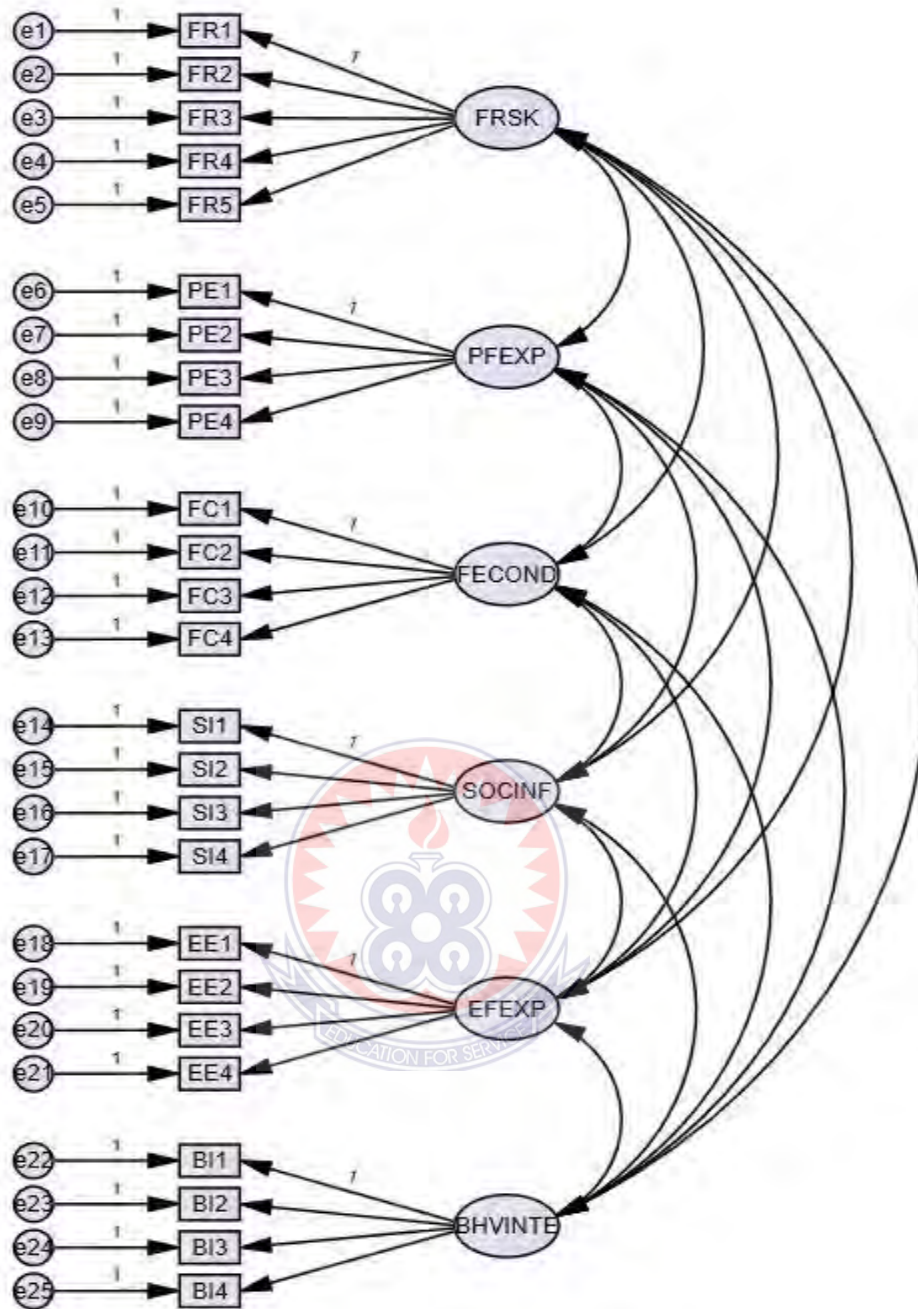 e1 1 FR1
1
e2 1 FR2
e3 1 FR3 FRSK
e4 1 FR4
e5 1 FR5
e6 1 PE1
1
e7 1 PE2
PFEXP
e8 1 PE3
e9 1 PE4
e10 1 FC1
1
e11 1 FC2
FECOND
e12 1 FC3
e13 1 FC4
e14 1 SI1
1
e15 1 SI2
SOCINF
e16 1 SI3
e17 1 SI4
e18 1 EE1
1
e19 1 EE2
EFEXP
e20 1 EE3
e21 1 EE4
EDUCATION FOR SERVICE
e22 1 BI1
1
e23 1 BI2
BHVINTE
e24 1 BI3
e25 1 BI4